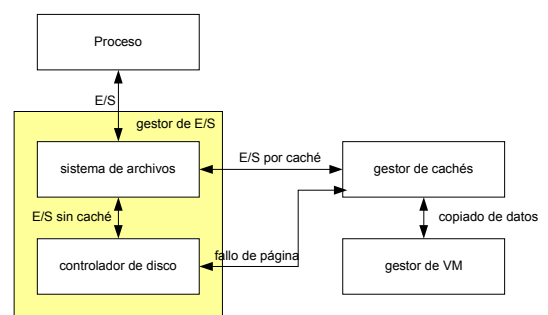 Proceso
E/S
gestor de E/S
sistema de archivos
E/S por caché
gestor de cachés
E/S sin caché
copiado de datos
controlador de disco
fallo de página
gestor de VM